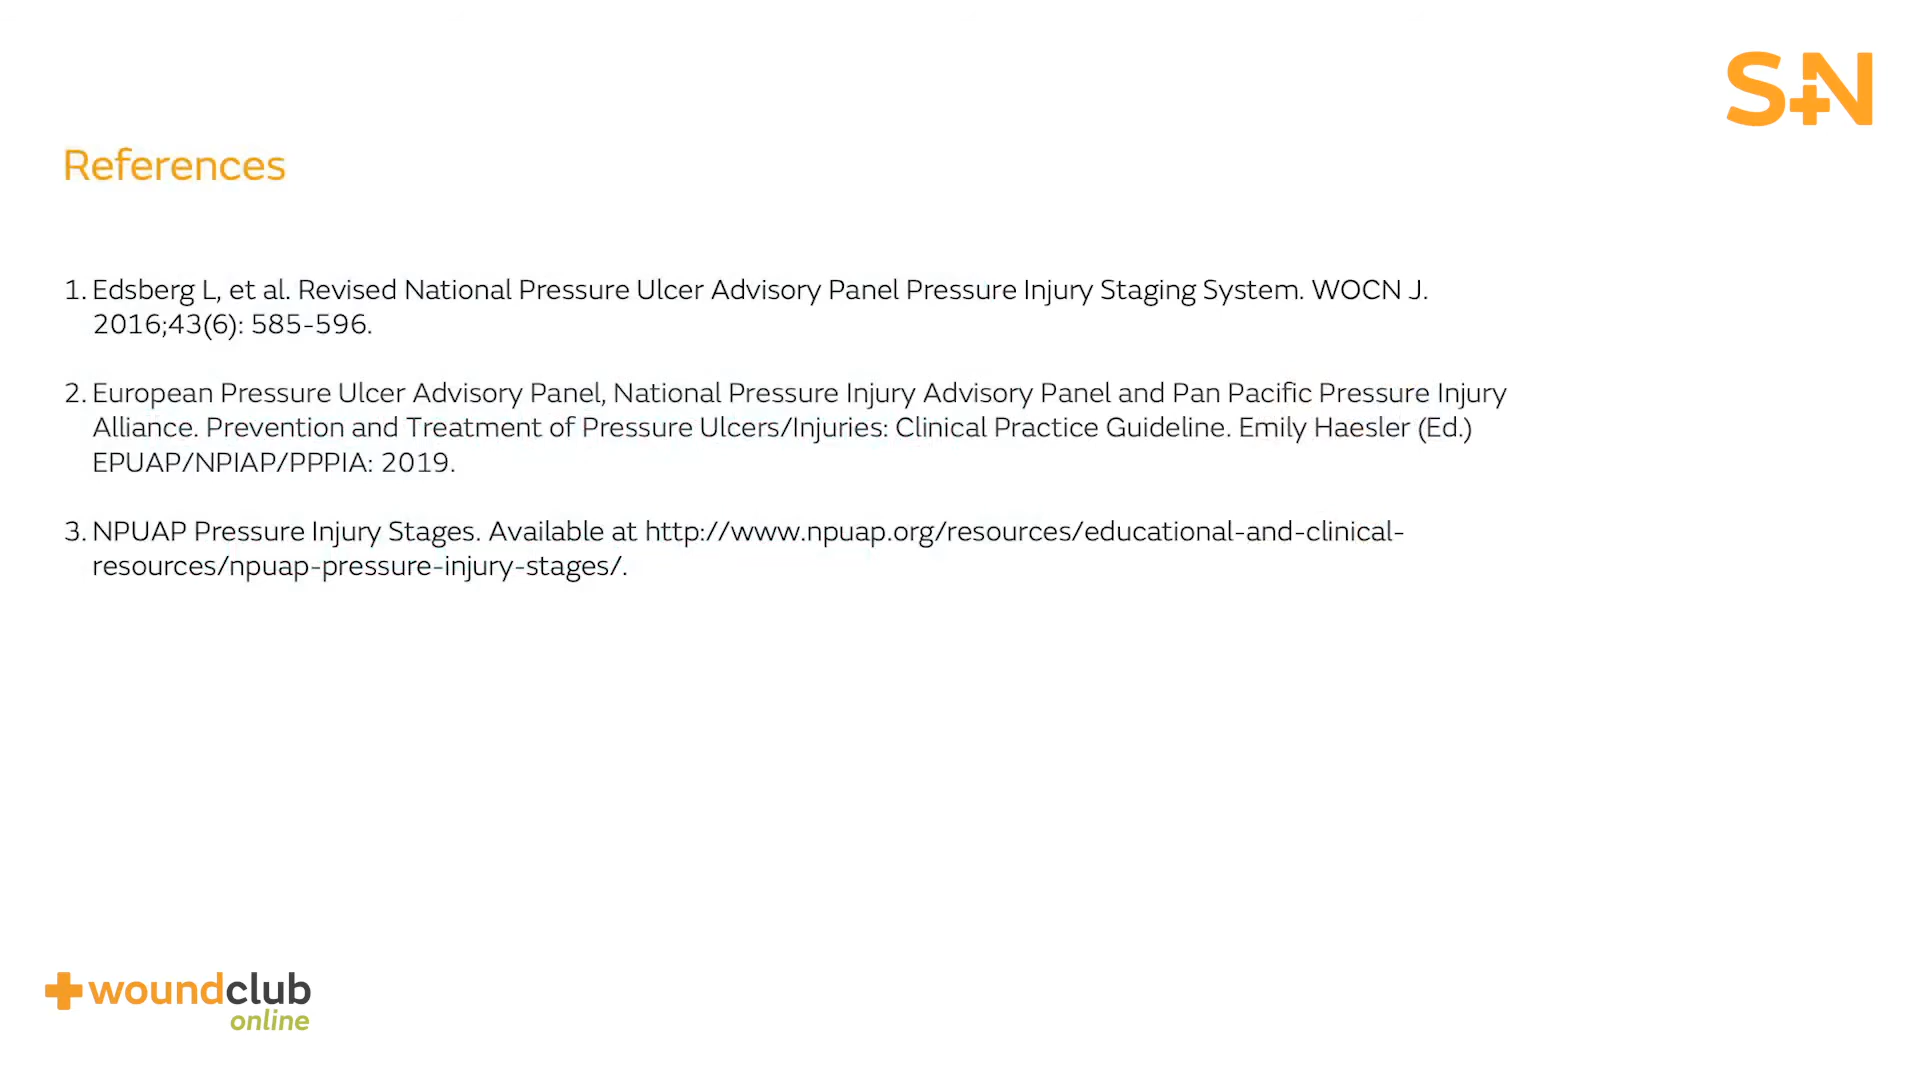 S+N
References
1. Edsberg L, et al. Revised National Pressure Ulcer Advisory Panel Pressure Injury Staging System. WOCN J.
2016;43(6): 585-596.
2. European Pressure Ulcer Advisory Panel, National Pressure Injury Advisory Panel and Pan Pacific Pressure Injury
Alliance. Prevention and Treatment of Pressure Ulcers/Injuries: Clinical Practice Guideline. Emily Haesler (Ed.)
EPUAP/NPIAP/PPPIA: 2019.
3. NPUAP Pressure Injury Stages. Available at http://www.npuap.org/resources/educational-and-clinical-
resources/npuap-pressure-injury-stages/.
woundclub
online